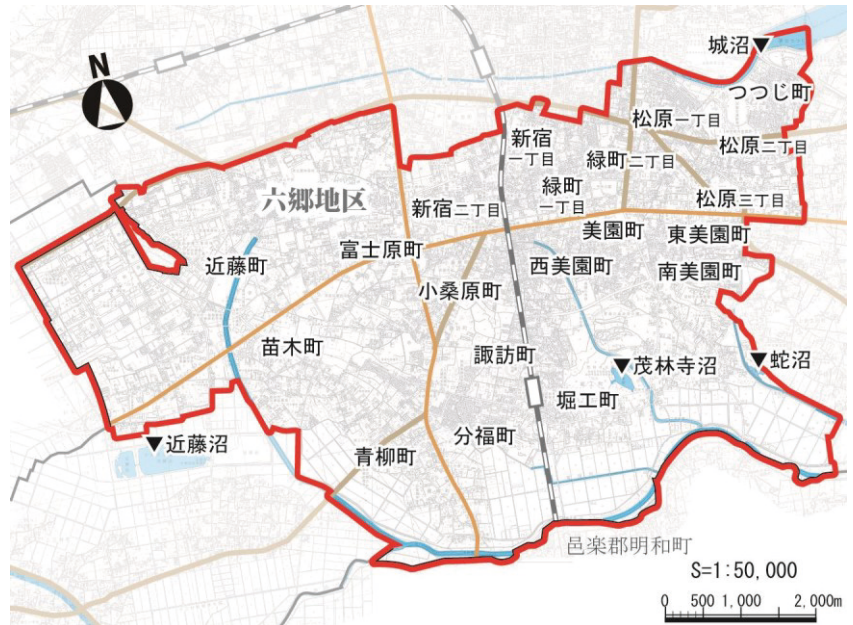 N
城沼
つつじ町
松原一丁目
新宿
一丁目
松原二丁目
緑町二丁目
六郷地区
緑町
一丁目
松原三丁目
新宿二丁目
美園町
東美園町
富士原町
近藤町
西美園町
南美園町
小桑原町
苗木町
諏訪町
茂林寺沼
蛇沼
堀工町
近藤沼
分福町
青柳町
邑楽郡明和町
S=1:50,000
0 500 1,000 2,000m